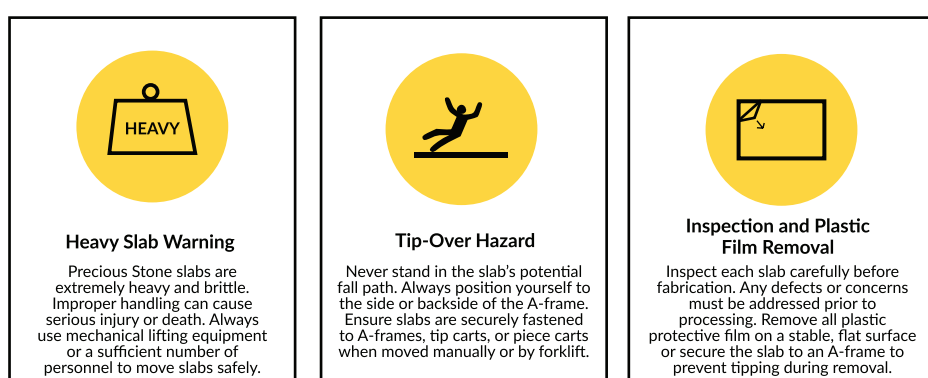 HEAVY
Heavy Slab Warning
Precious Stone slabs are
extremely heavy and brittle.
Improper handling can cause
serious injury or death. Always
use mechanical lifting equipment
or a sufficient number of
personnel to move slabs safely.
Tip-Over Hazard
Never stand in the slab's potential
fall path. Always position yourself to
the side or backside of the A-frame.
Ensure slabs are securely fastened
to A-frames, tip carts, or piece carts
when moved manually or by forklift.
Inspection and Plastic
Film Removal
Inspect each slab carefully before
fabrication. Any defects or concerns
must be addressed prior to
processing. Remove all plastic
protective film on a stable, flat surface
or secure the slab to an A-frame to
prevent tipping during removal.